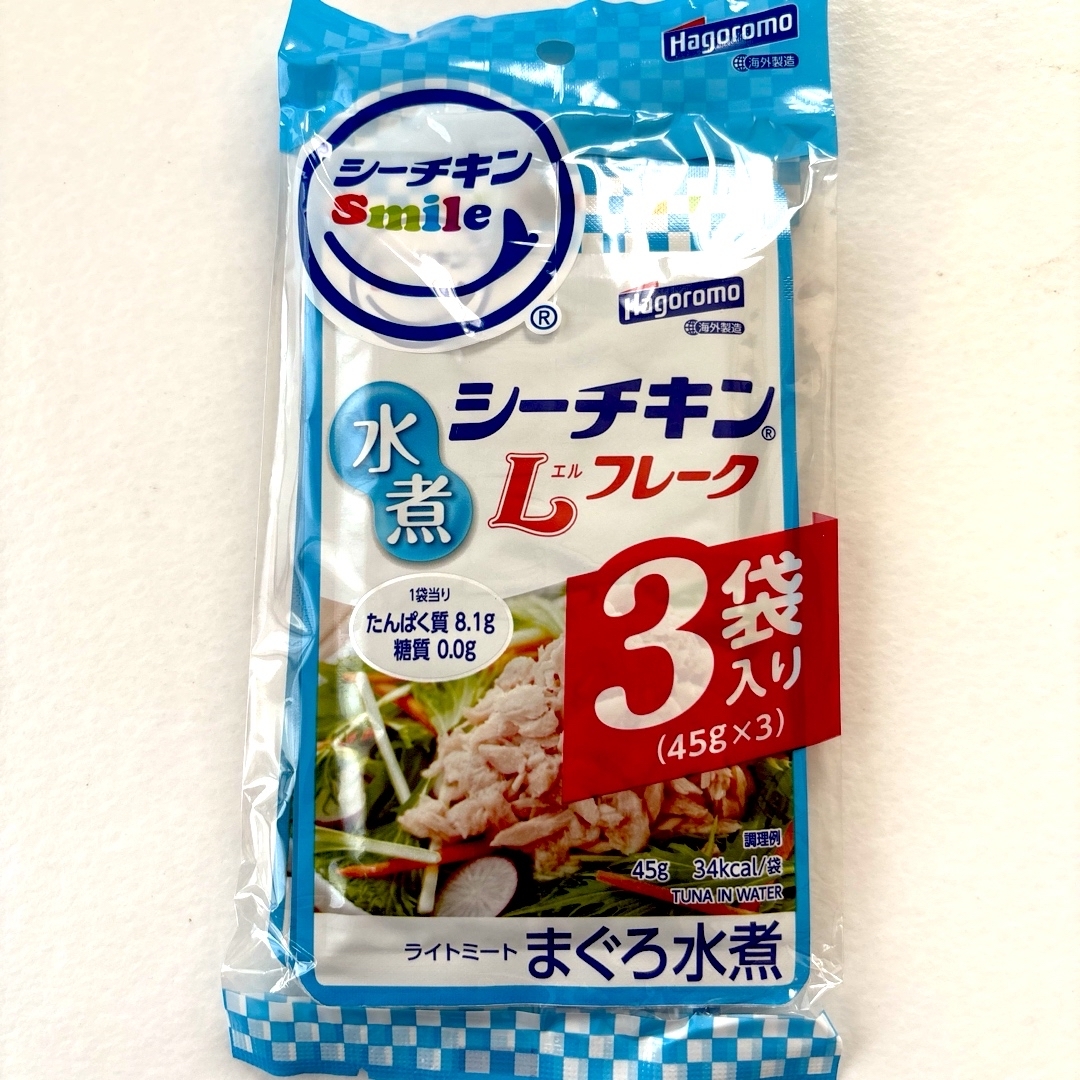 Hagoromo
海外製造
シーチキン
Smile
®
Hagoromo
海外製造
水煮
シーチキン®
Lエルフレーク
1袋当り
たんぱく質 8.1g
糖質 0.0g
3袋入り
(45g×3)
調理例
45g 34kcal/袋
TUNA IN WATER
ライトミート まぐろ水煮